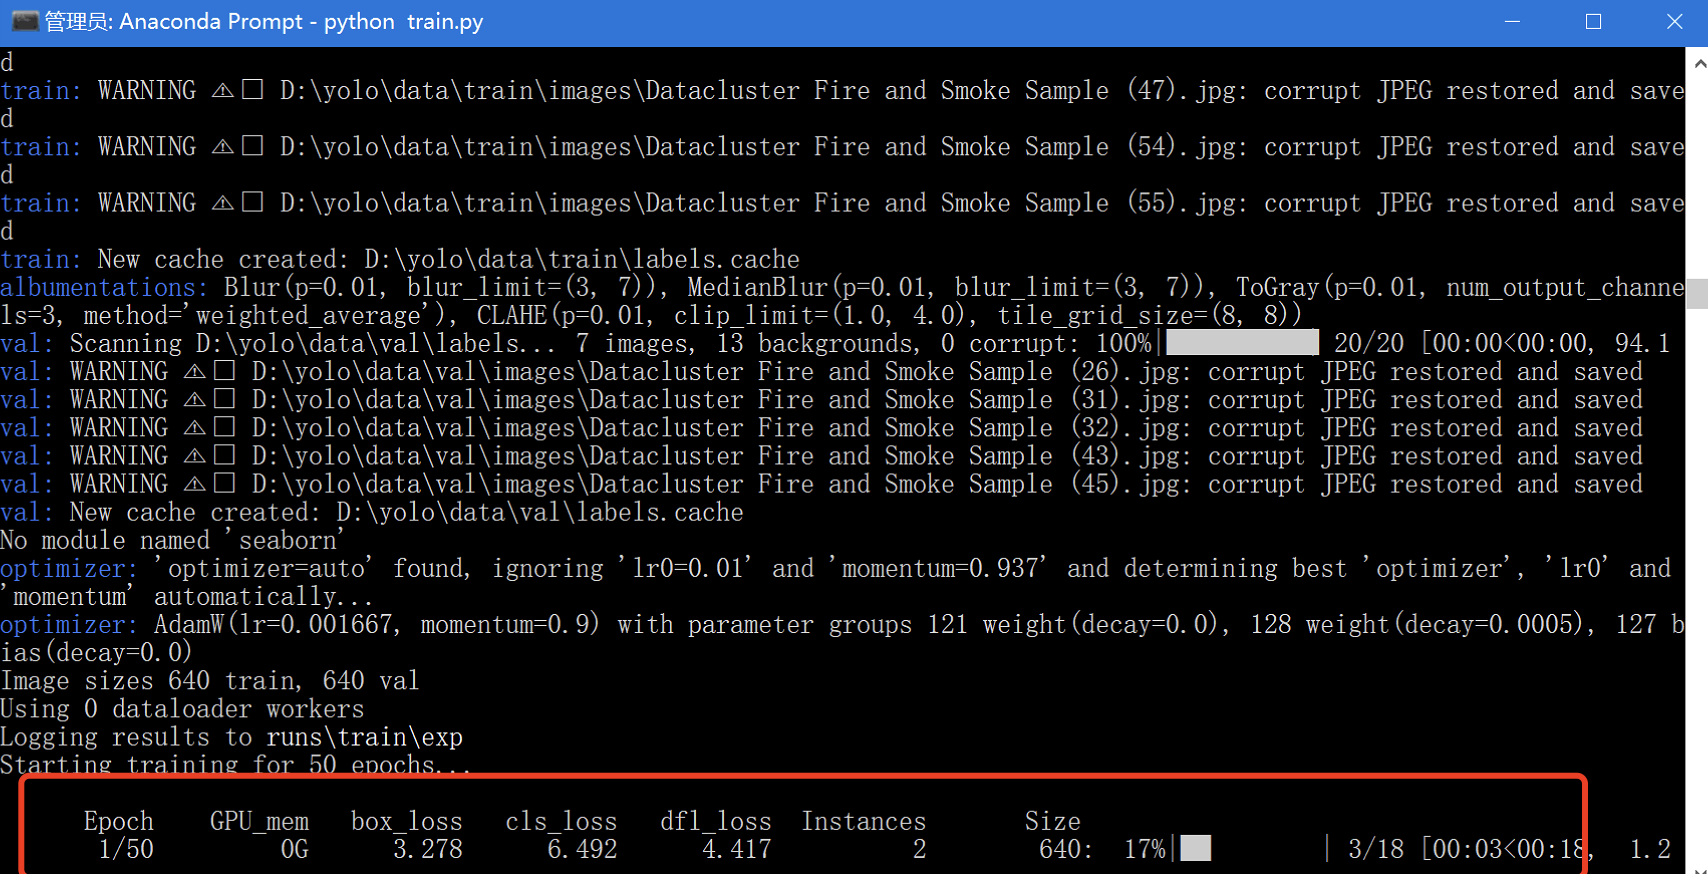 管理员: Anaconda Prompt - python  train.py
d
train: WARNING ⚠□ D:\yolo\data\train\images\Datacluster Fire and Smoke Sample (47).jpg: corrupt JPEG restored and save
d
train: WARNING ⚠□ D:\yolo\data\train\images\Datacluster Fire and Smoke Sample (54).jpg: corrupt JPEG restored and save
d
train: WARNING ⚠□ D:\yolo\data\train\images\Datacluster Fire and Smoke Sample (55).jpg: corrupt JPEG restored and save
d
train: New cache created: D:\yolo\data\train\labels.cache
albumentations: Blur(p=0.01, blur_limit=(3, 7)), MedianBlur(p=0.01, blur_limit=(3, 7)), ToGray(p=0.01, num_output_channe
ls=3, method='weighted_average'), CLAHE(p=0.01, clip_limit=(1.0, 4.0), tile_grid_size=(8, 8))
val: Scanning D:\yolo\data\val\labels... 7 images, 13 backgrounds, 0 corrupt: 100%|██████████| 20/20 [00:00<00:00, 94.1
val: WARNING ⚠□ D:\yolo\data\val\images\Datacluster Fire and Smoke Sample (26).jpg: corrupt JPEG restored and saved
val: WARNING ⚠□ D:\yolo\data\val\images\Datacluster Fire and Smoke Sample (31).jpg: corrupt JPEG restored and saved
val: WARNING ⚠□ D:\yolo\data\val\images\Datacluster Fire and Smoke Sample (32).jpg: corrupt JPEG restored and saved
val: WARNING ⚠□ D:\yolo\data\val\images\Datacluster Fire and Smoke Sample (43).jpg: corrupt JPEG restored and saved
val: WARNING ⚠□ D:\yolo\data\val\images\Datacluster Fire and Smoke Sample (45).jpg: corrupt JPEG restored and saved
val: New cache created: D:\yolo\data\val\labels.cache
No module named 'seaborn'
optimizer: 'optimizer=auto' found, ignoring 'lr0=0.01' and 'momentum=0.937' and determining best 'optimizer', 'lr0' and
'momentum' automatically...
optimizer: AdamW(lr=0.001667, momentum=0.9) with parameter groups 121 weight(decay=0.0), 128 weight(decay=0.0005), 127 b
ias(decay=0.0)
Image sizes 640 train, 640 val
Using 0 dataloader workers
Logging results to runs\train\exp
Starting training for 50 epochs...
Epoch GPU_mem box_loss cls_loss dfl_loss Instances Size
1/50 0G 3.278 6.492 4.417 2 640: 17%|██ | 3/18 [00:03<00:18, 1.2